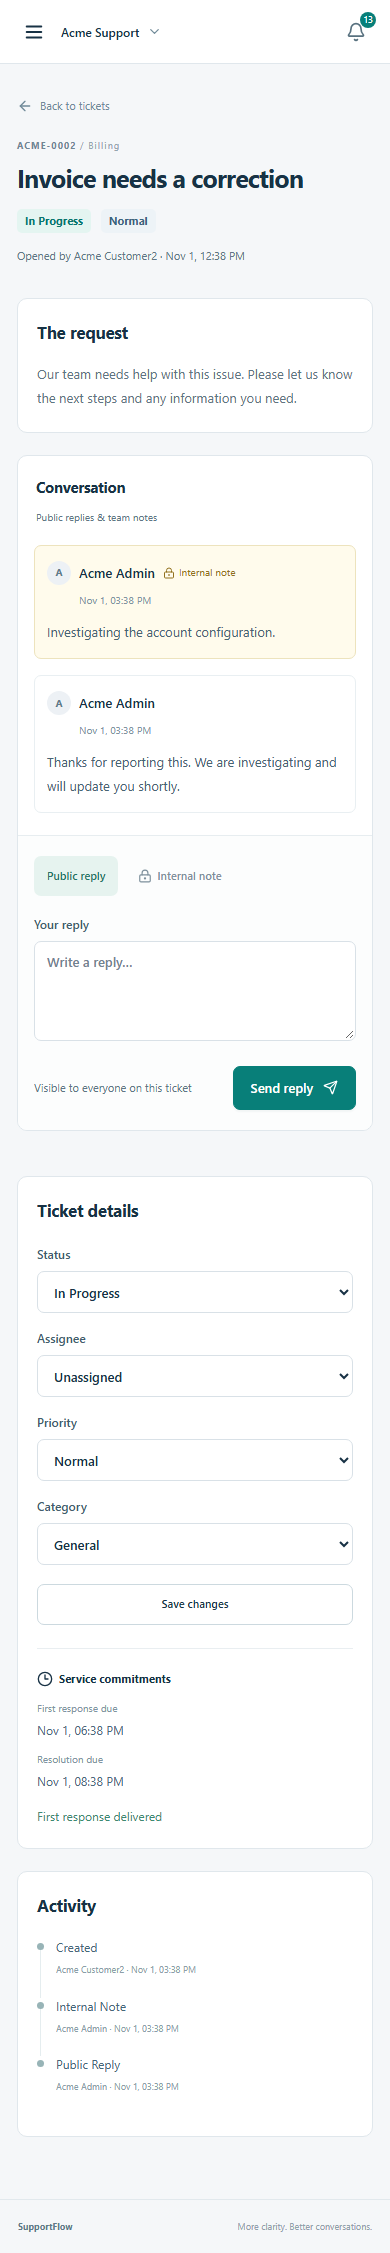 Acme Support
13
Back to tickets
ACME-0002 / Billing
Invoice needs a correction
In Progress
Normal
Opened by Acme Customer2 · Nov 1, 12:38 PM
The request
Our team needs help with this issue. Please let us know
the next steps and any information you need.
Conversation
Public replies & team notes
A
Acme Admin
Internal note
Nov 1, 03:38 PM
Investigating the account configuration.
A
Acme Admin
Nov 1, 03:38 PM
Thanks for reporting this. We are investigating and
will update you shortly.
Public reply
Internal note
Your reply
Write a reply...
Visible to everyone on this ticket
Send reply
Ticket details
Status
In Progress
Assignee
Unassigned
Priority
Normal
Category
General
Save changes
Service commitments
First response due
Nov 1, 06:38 PM
Resolution due
Nov 1, 08:38 PM
First response delivered
Activity
Created
Acme Customer2 · Nov 1, 03:38 PM
Internal Note
Acme Admin · Nov 1, 03:38 PM
Public Reply
Acme Admin · Nov 1, 03:38 PM
SupportFlow
More clarity. Better conversations.